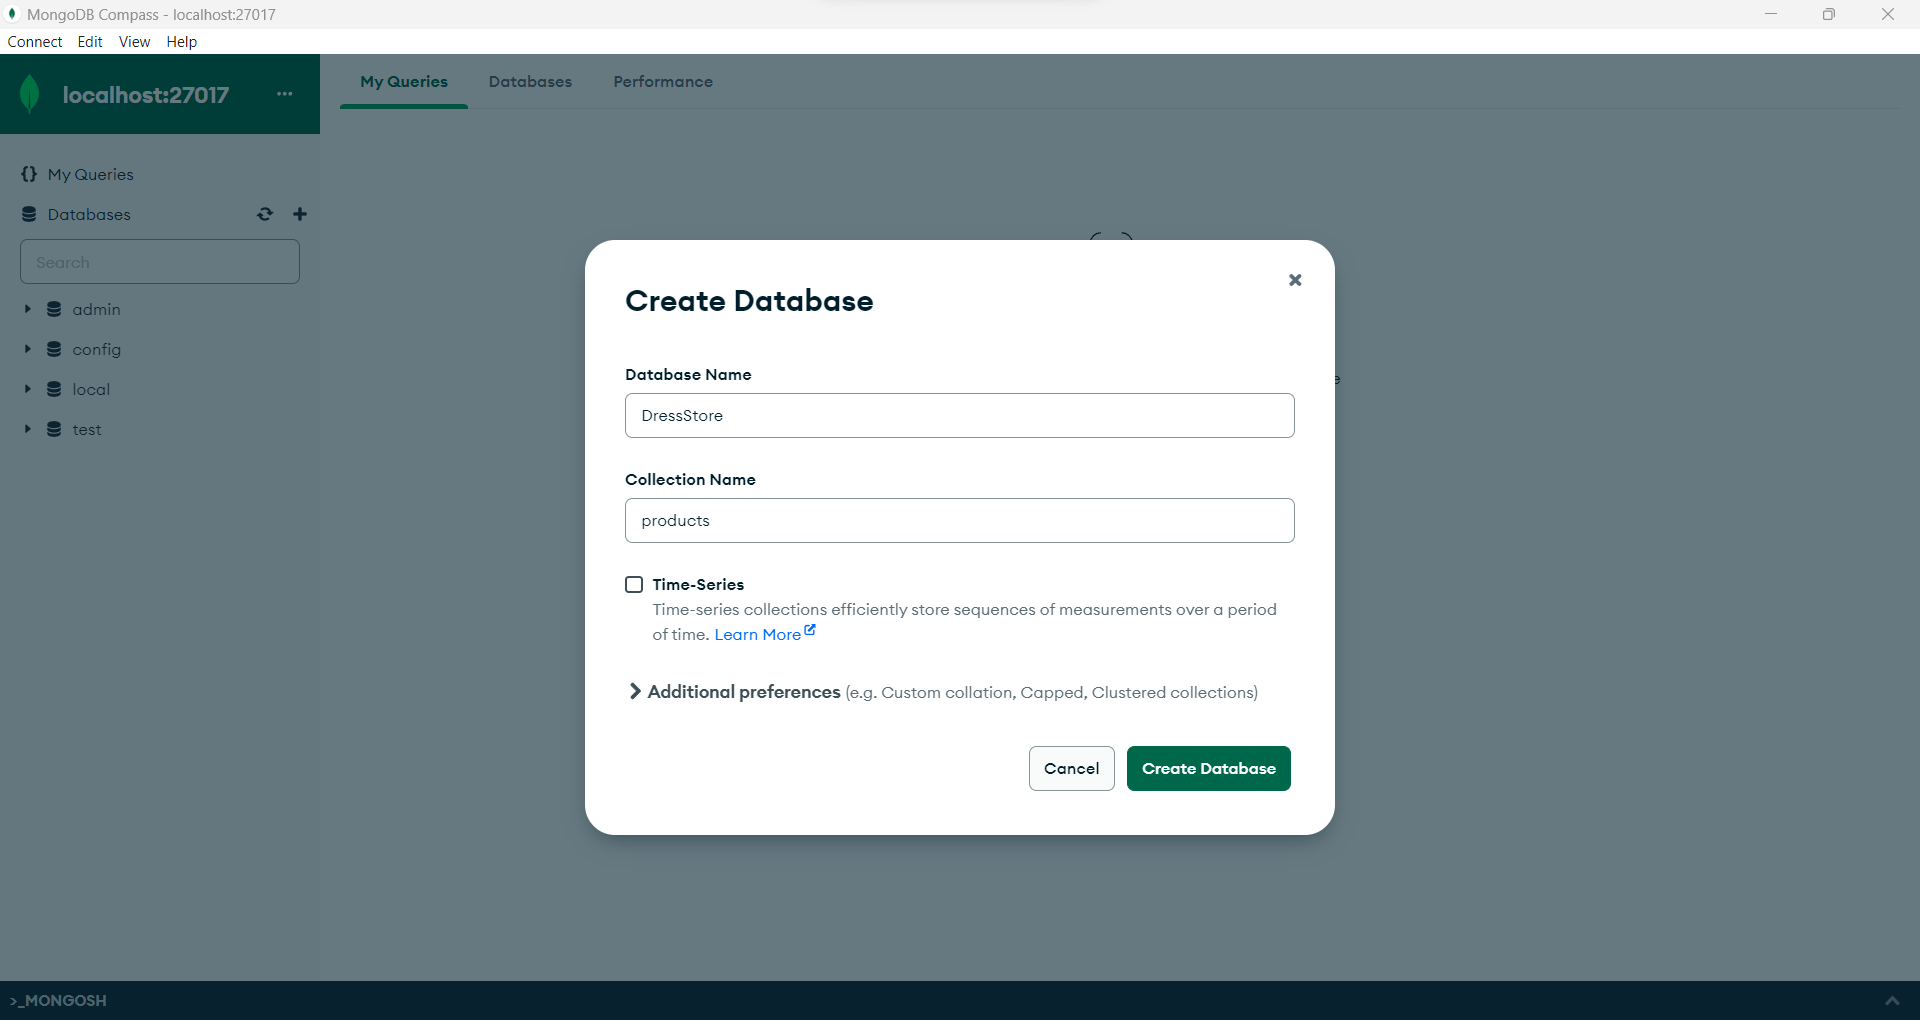 MongoDB Compass - localhost:27017
Connect Edit View Help
localhost:27017 ...
My Queries Databases Performance
{} My Queries
Databases
Search
admin
config
local
test
Create Database
Database Name
DressStore
Collection Name
products
Time-Series
Time-series collections efficiently store sequences of measurements over a period
of time. Learn More
Additional preferences (e.g. Custom collation, Capped, Clustered collections)
Cancel Create Database
>_MONGOSH